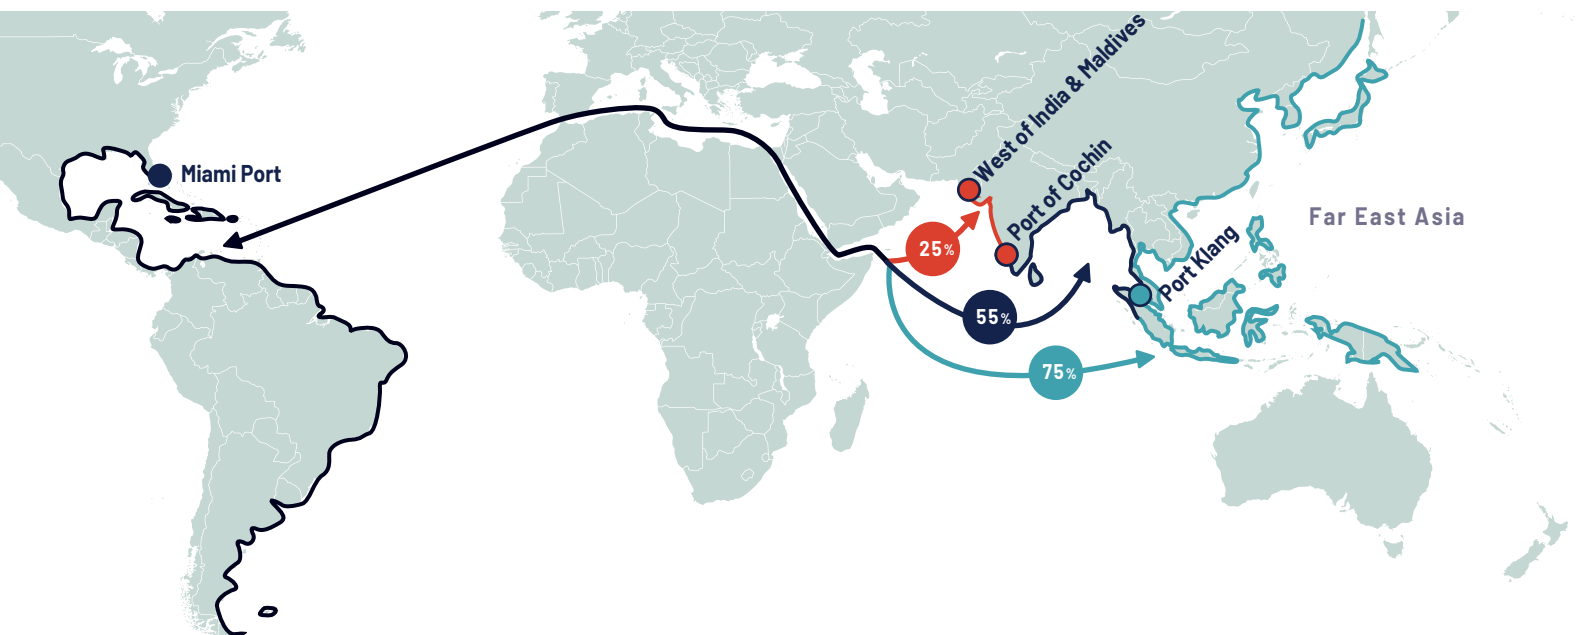 West of India & Maldives
Port of Cochin
Miami Port
Far East Asia
25%
Port Klang
55%
75%